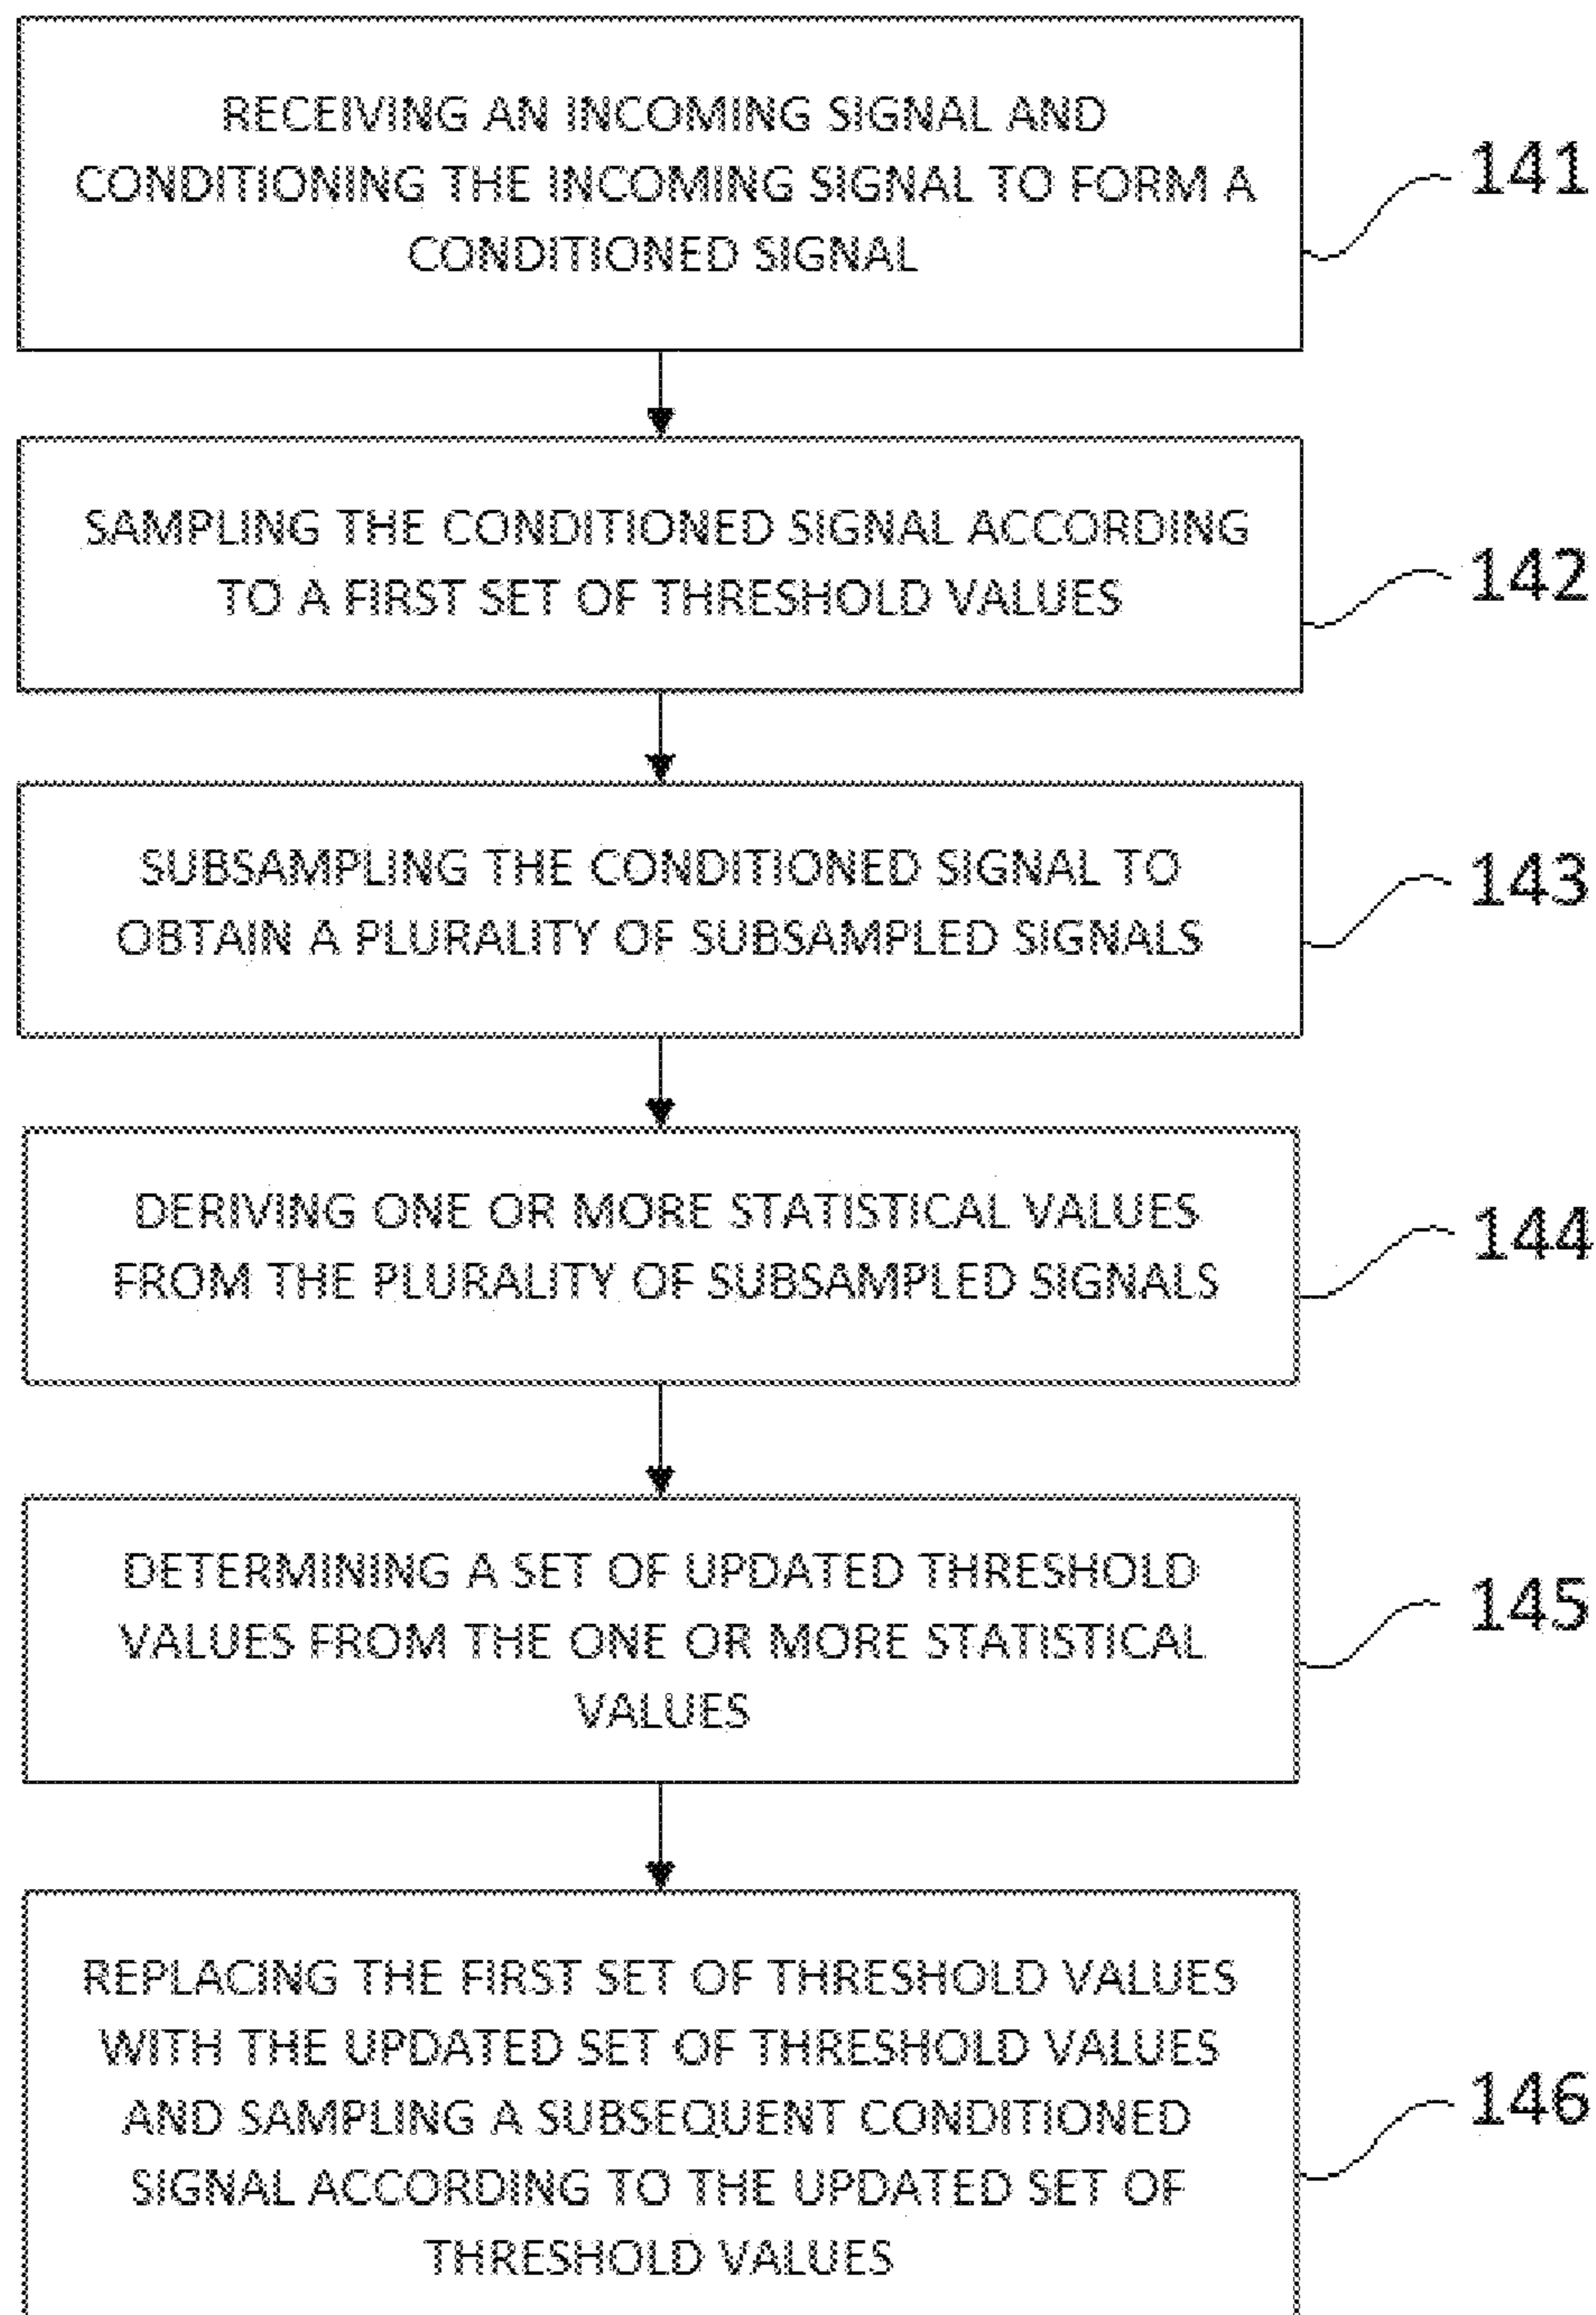 RECEIVING AN INCOMING SIGNAL AND
CONDITIONING THE INCOMING SIGNAL TO FORM A
CONDITIONED SIGNAL
141
SAMPLING THE CONDITIONED SIGNAL ACCORDING
TO A FIRST SET OF THRESHOLD VALUES
142
SUBSAMPLING THE CONDITIONED SIGNAL TO
OBTAIN A PLURALITY OF SUBSAMPLED SIGNALS
143
DERIVING ONE OR MORE STATISTICAL VALUES
FROM THE PLURALITY OF SUBSAMPLED SIGNALS
144
DETERMINING A SET OF UPDATED THRESHOLD
VALUES FROM THE ONE OR MORE STATISTICAL
VALUES
145
REPLACING THE FIRST SET OF THRESHOLD VALUES
WITH THE UPDATED SET OF THRESHOLD VALUES
AND SAMPLING A SUBSEQUENT CONDITIONED
SIGNAL ACCORDING TO THE UPDATED SET OF
THRESHOLD VALUES
146